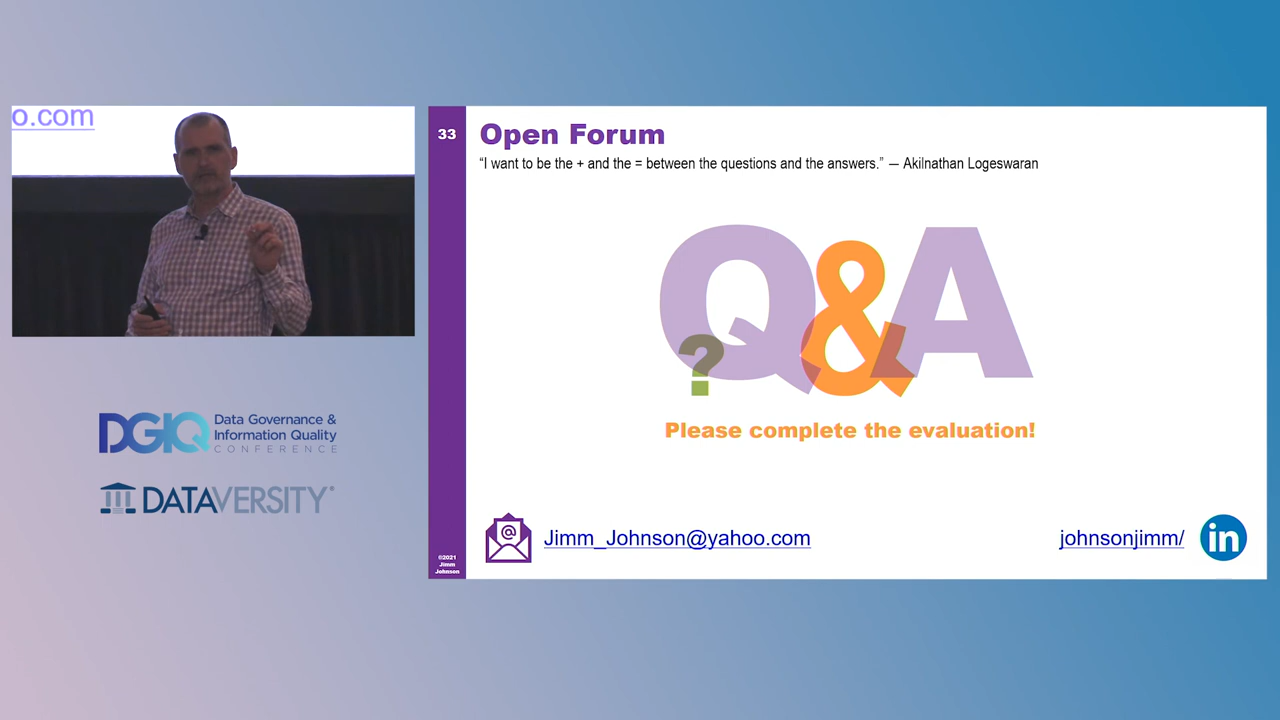 o.com
33
Open Forum
“I want to be the + and the = between the questions and the answers.” — Akilnathan Logeswaran
Q&A
?
Please complete the evaluation!
@
Jimm_Johnson@yahoo.com
johnsonjimm/
in
©2021
Jimm
Johnson
DGIQ
Data Governance &
Information Quality
CONFERENCE
DATAVERSITY